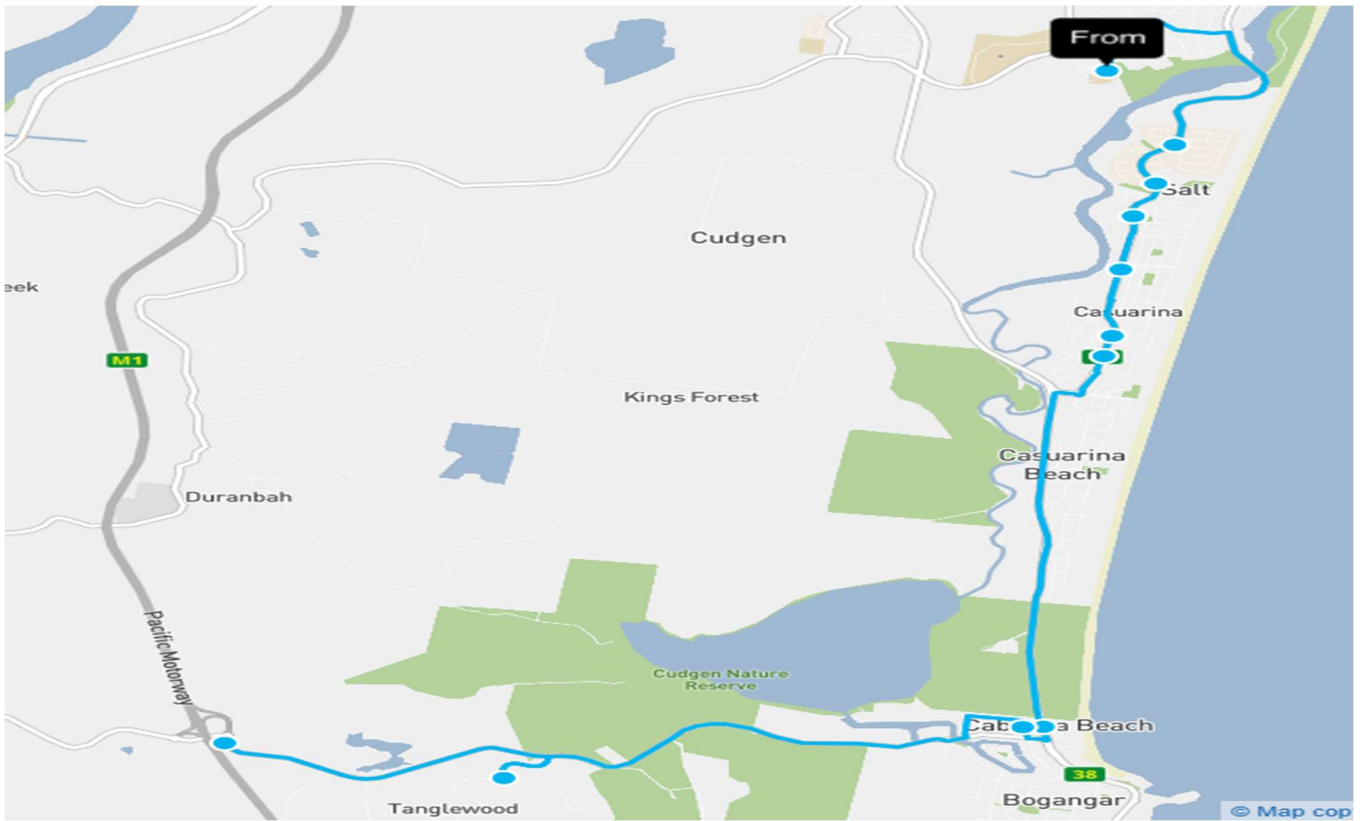 From
Salt
Cudgen
eek
Casuarina
M1
Kings Forest
Casuarina
Beach
Duranbah
Pacific Motorway
Cudgen Nature
Reserve
Beach
38
Tanglewood
Bogangar
© Map cop